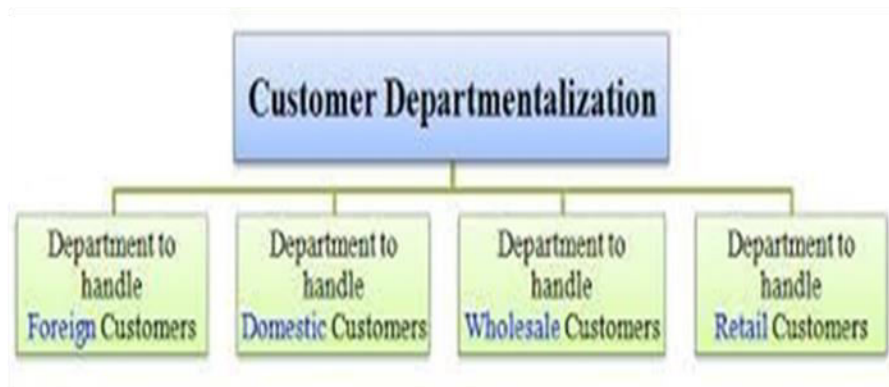 Customer Departmentalization
Department to
handle
Foreign Customers
Department to
handle
Domestic Customers
Department to
handle
Wholesale Customers
Department to
handle
Retail Customers